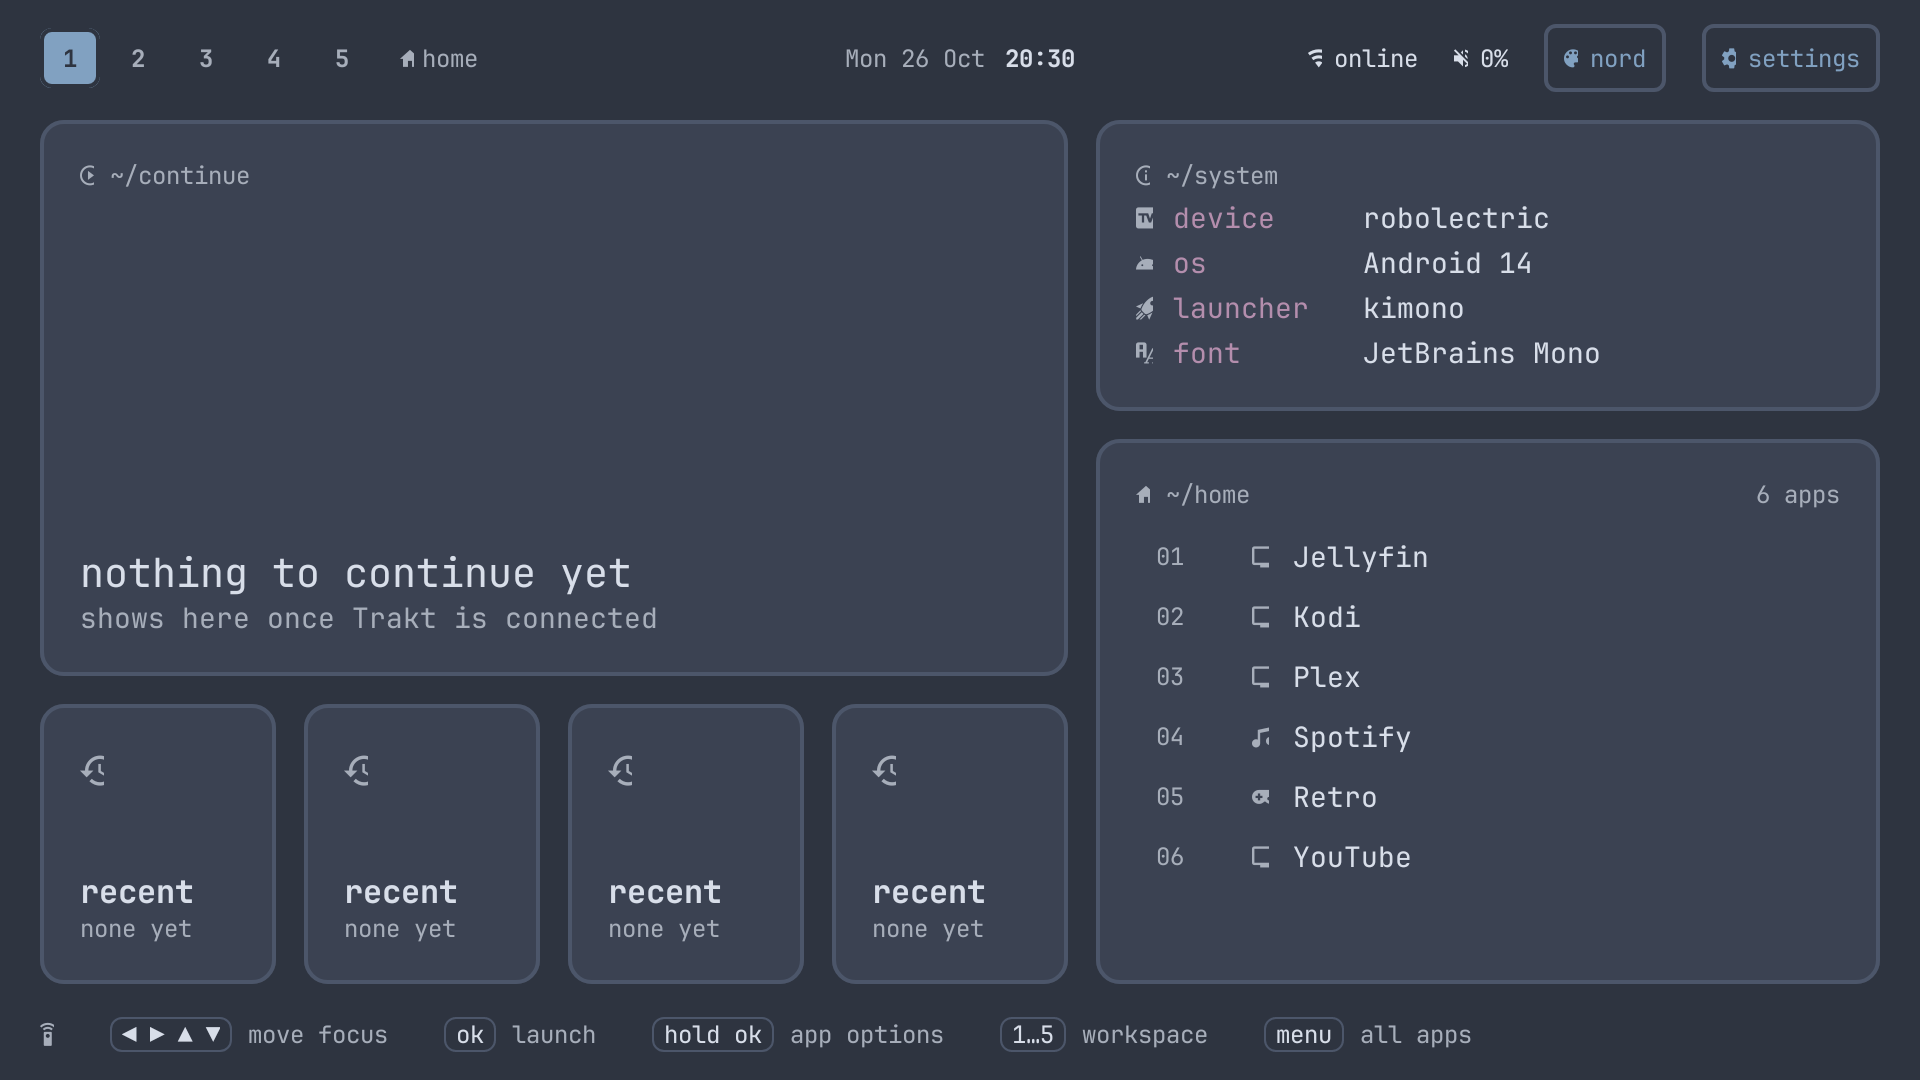 1 2 3 4 5 home
Mon 26 Oct 20:30
online 0% nord settings
~/continue
nothing to continue yet
shows here once Trakt is connected
recent
none yet
recent
none yet
recent
none yet
recent
none yet
~/system
device robolectric
os Android 14
launcher kimono
font JetBrains Mono
~/home 6 apps
01 Jellyfin
02 Kodi
03 Plex
04 Spotify
05 Retro
06 YouTube
◀ ▶ ▲ ▼ move focus ok launch hold ok app options 1…5 workspace menu all apps